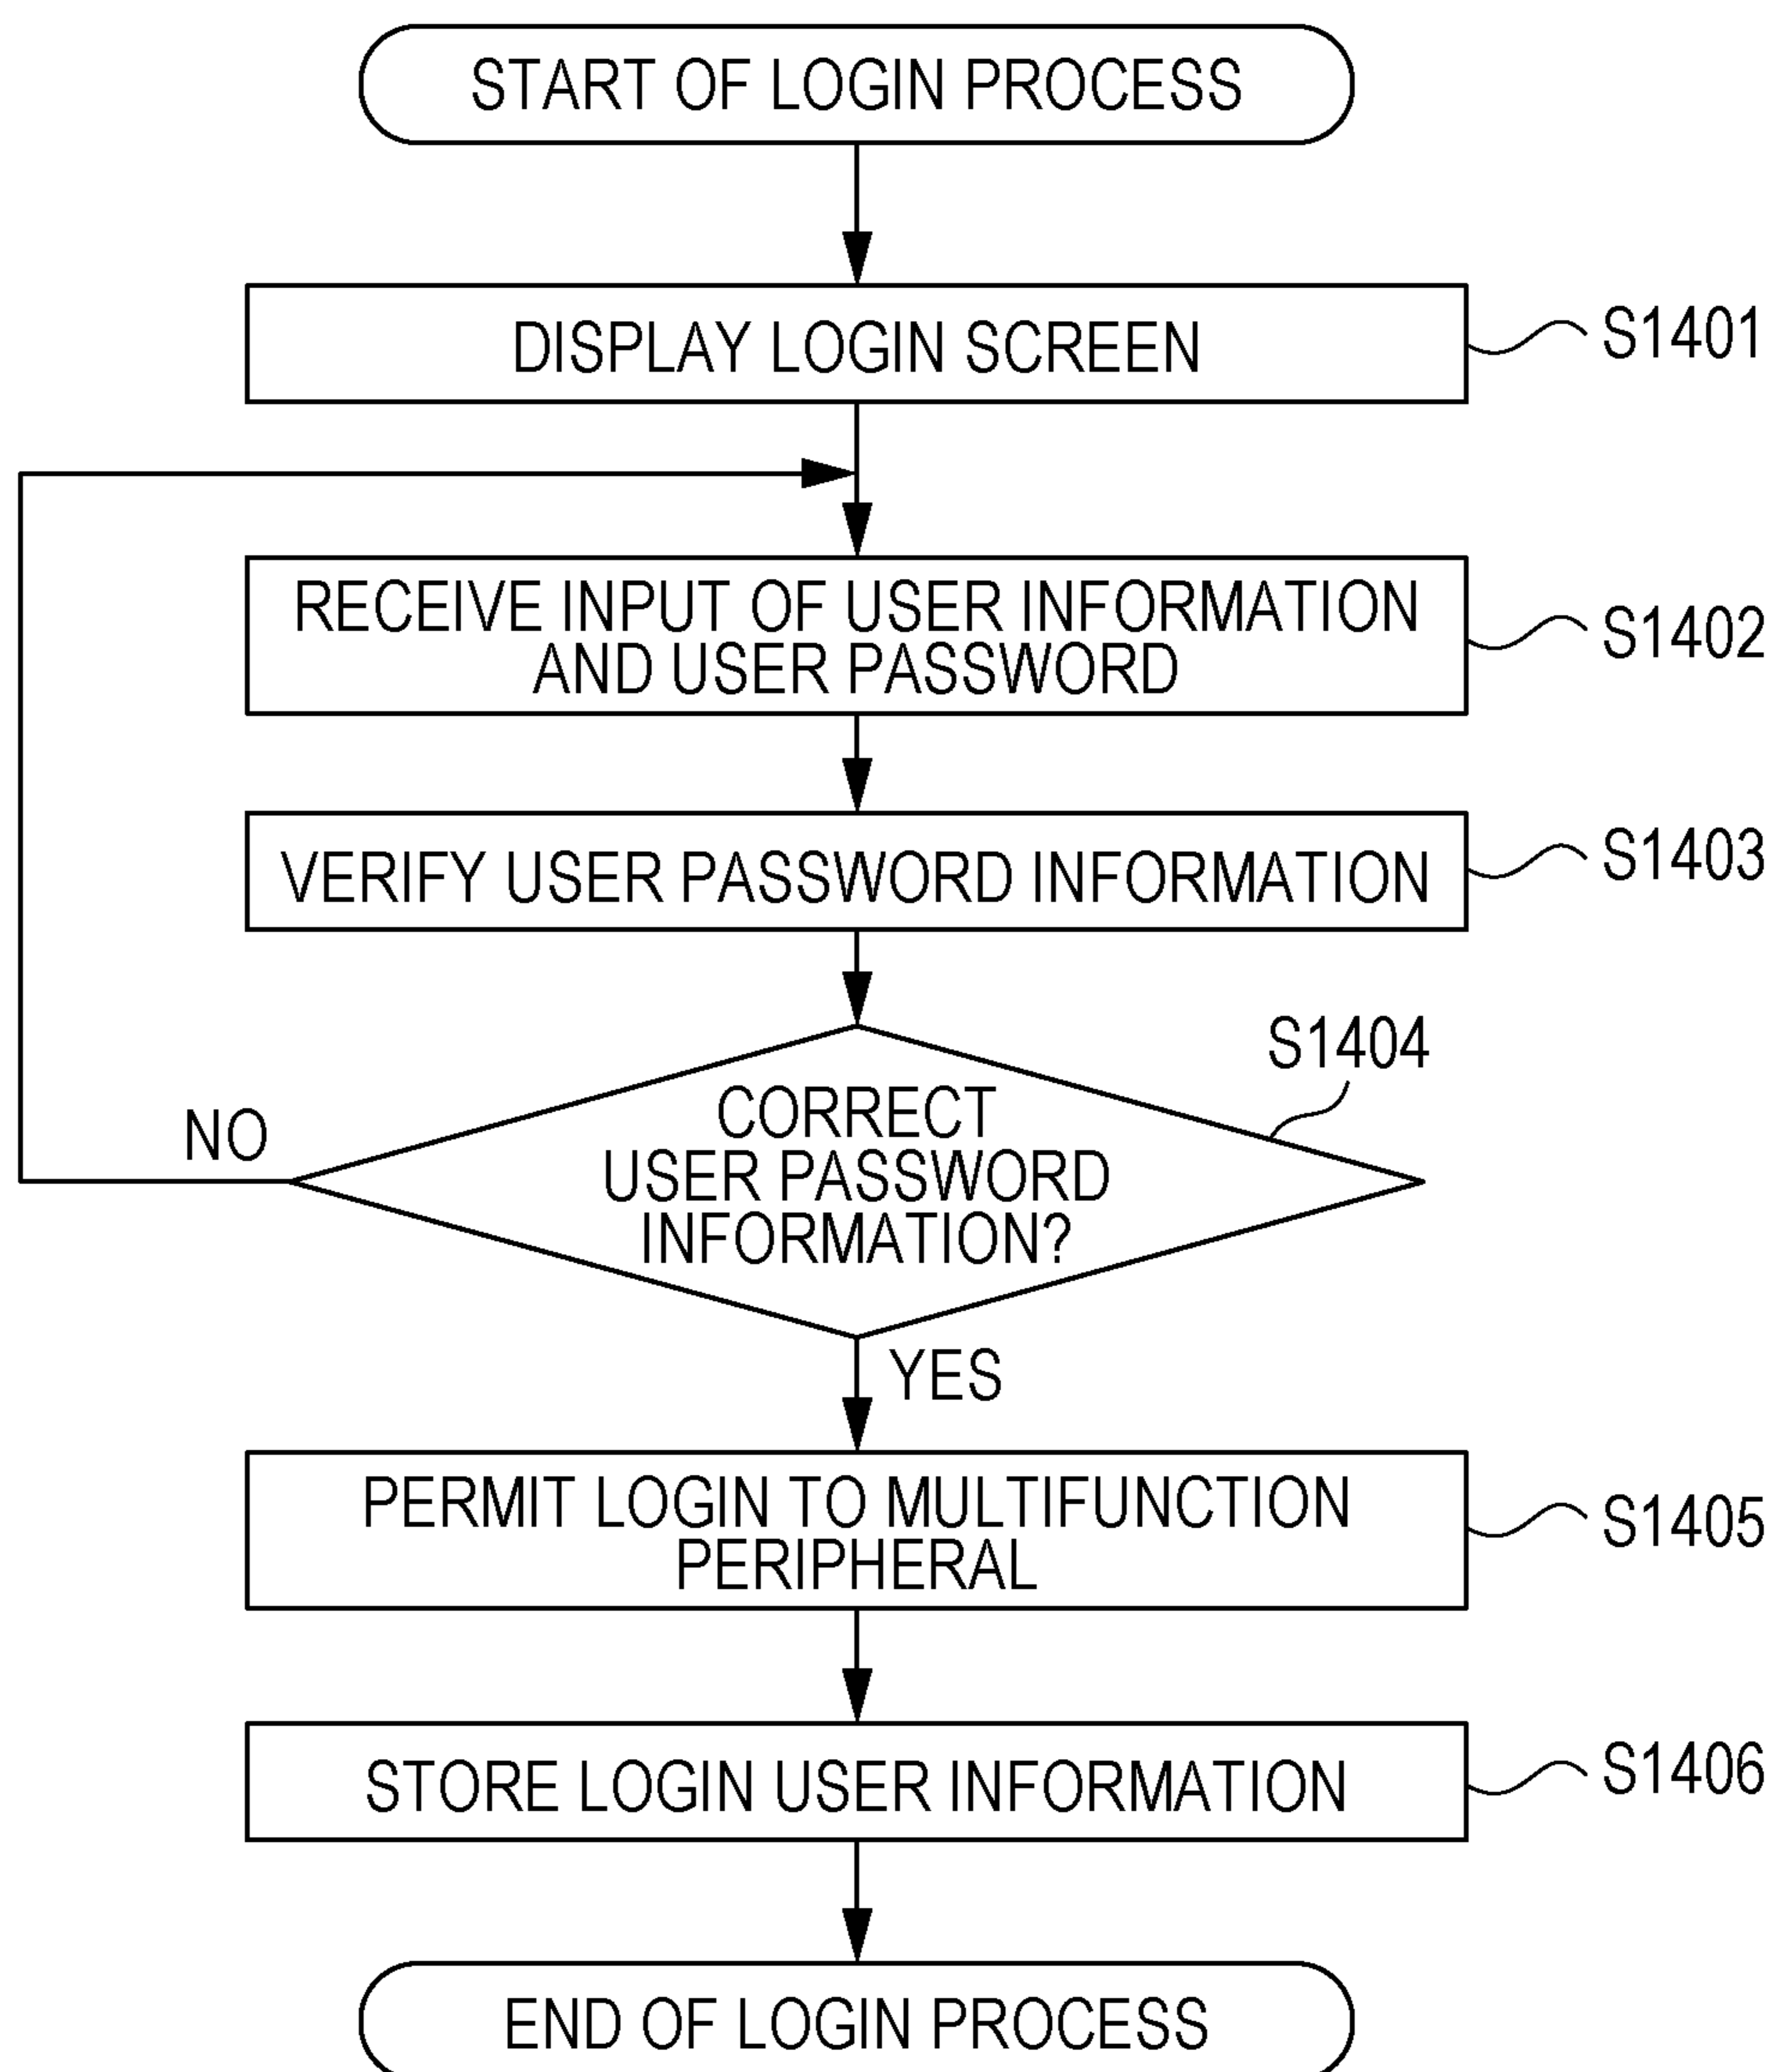 START OF LOGIN PROCESS
DISPLAY LOGIN SCREEN
S1401
RECEIVE INPUT OF USER INFORMATION
AND USER PASSWORD
S1402
VERIFY USER PASSWORD INFORMATION
S1403
S1404
CORRECT
USER PASSWORD
INFORMATION?
NO
YES
PERMIT LOGIN TO MULTIFUNCTION
PERIPHERAL
S1405
STORE LOGIN USER INFORMATION
S1406
END OF LOGIN PROCESS